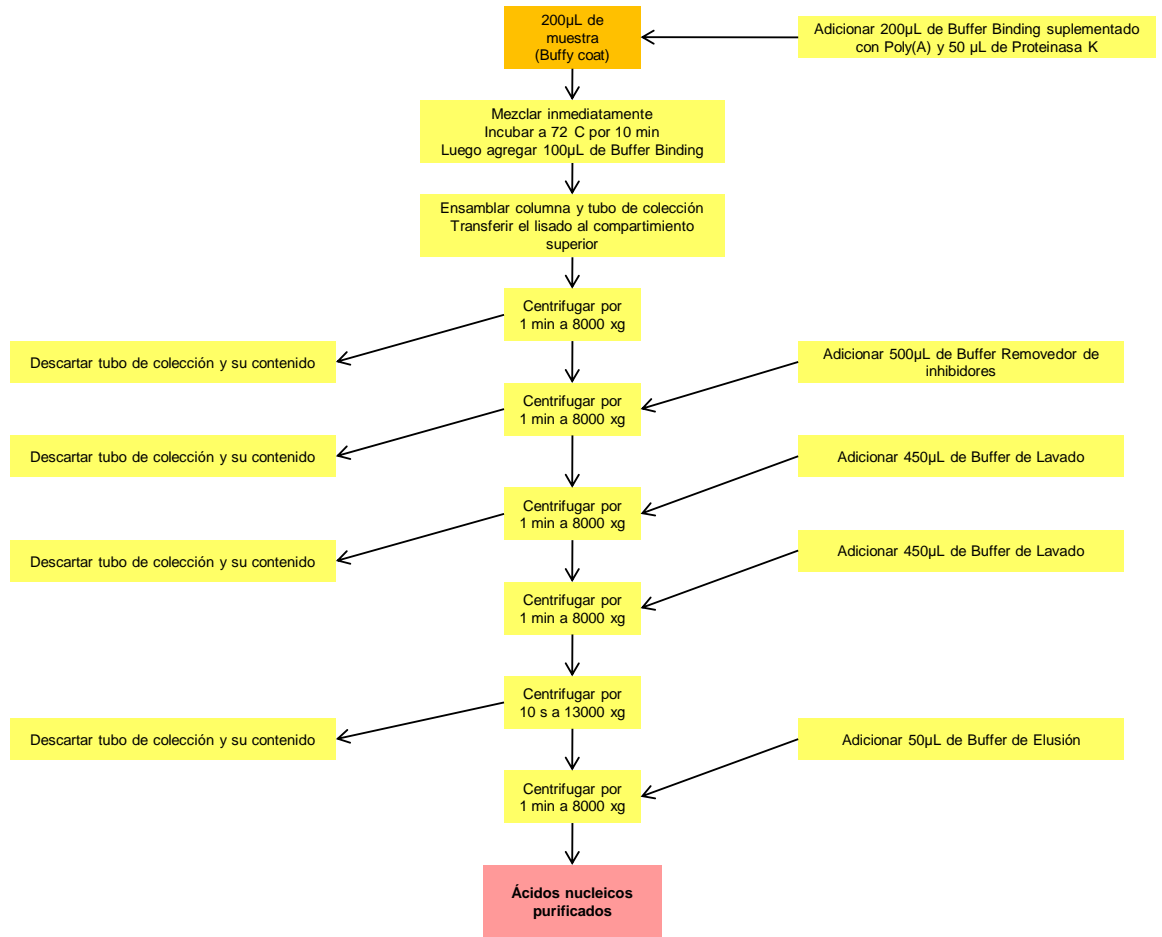 200µL de
muestra
(Buffy coat)
Adicionar 200µL de Buffer Binding suplementado
con Poly(A) y 50 µL de Proteinasa K
Mezclar inmediatamente
Incubar a 72 C por 10 min
Luego agregar 100µL de Buffer Binding
Ensamblar columna y tubo de colección
Transferir el lisado al compartimiento
superior
Centrifugar por
1 min a 8000 xg
Descartar tubo de colección y su contenido
Adicionar 500µL de Buffer Removedor de
inhibidores
Centrifugar por
1 min a 8000 xg
Descartar tubo de colección y su contenido
Adicionar 450µL de Buffer de Lavado
Centrifugar por
1 min a 8000 xg
Descartar tubo de colección y su contenido
Adicionar 450µL de Buffer de Lavado
Centrifugar por
1 min a 8000 xg
Centrifugar por
10 s a 13000 xg
Descartar tubo de colección y su contenido
Adicionar 50µL de Buffer de Elusión
Centrifugar por
1 min a 8000 xg
Ácidos nucleicos
purificados